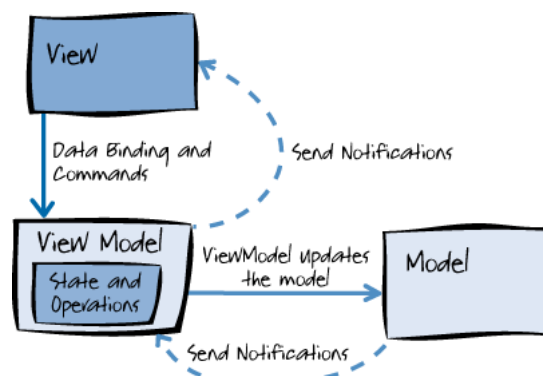 View
Data Binding and
Commands
Send Notifications
View Model
State and
Operations
ViewModel updates
the model
Model
Send Notifications